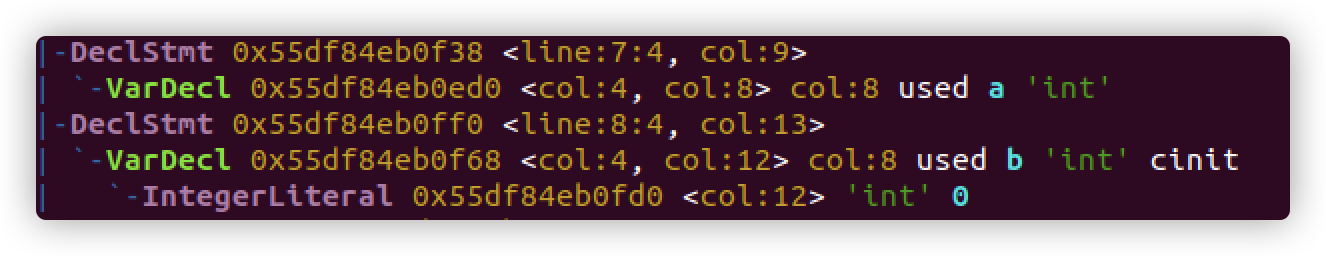 |-DeclStmt 0x55df84eb0f38 <line:7:4, col:9>
| `-VarDecl 0x55df84eb0ed0 <col:4, col:8> col:8 used a 'int'
|-DeclStmt 0x55df84eb0ff0 <line:8:4, col:13>
| `-VarDecl 0x55df84eb0f68 <col:4, col:12> col:8 used b 'int' cinit
|   `-IntegerLiteral 0x55df84eb0fd0 <col:12> 'int' 0